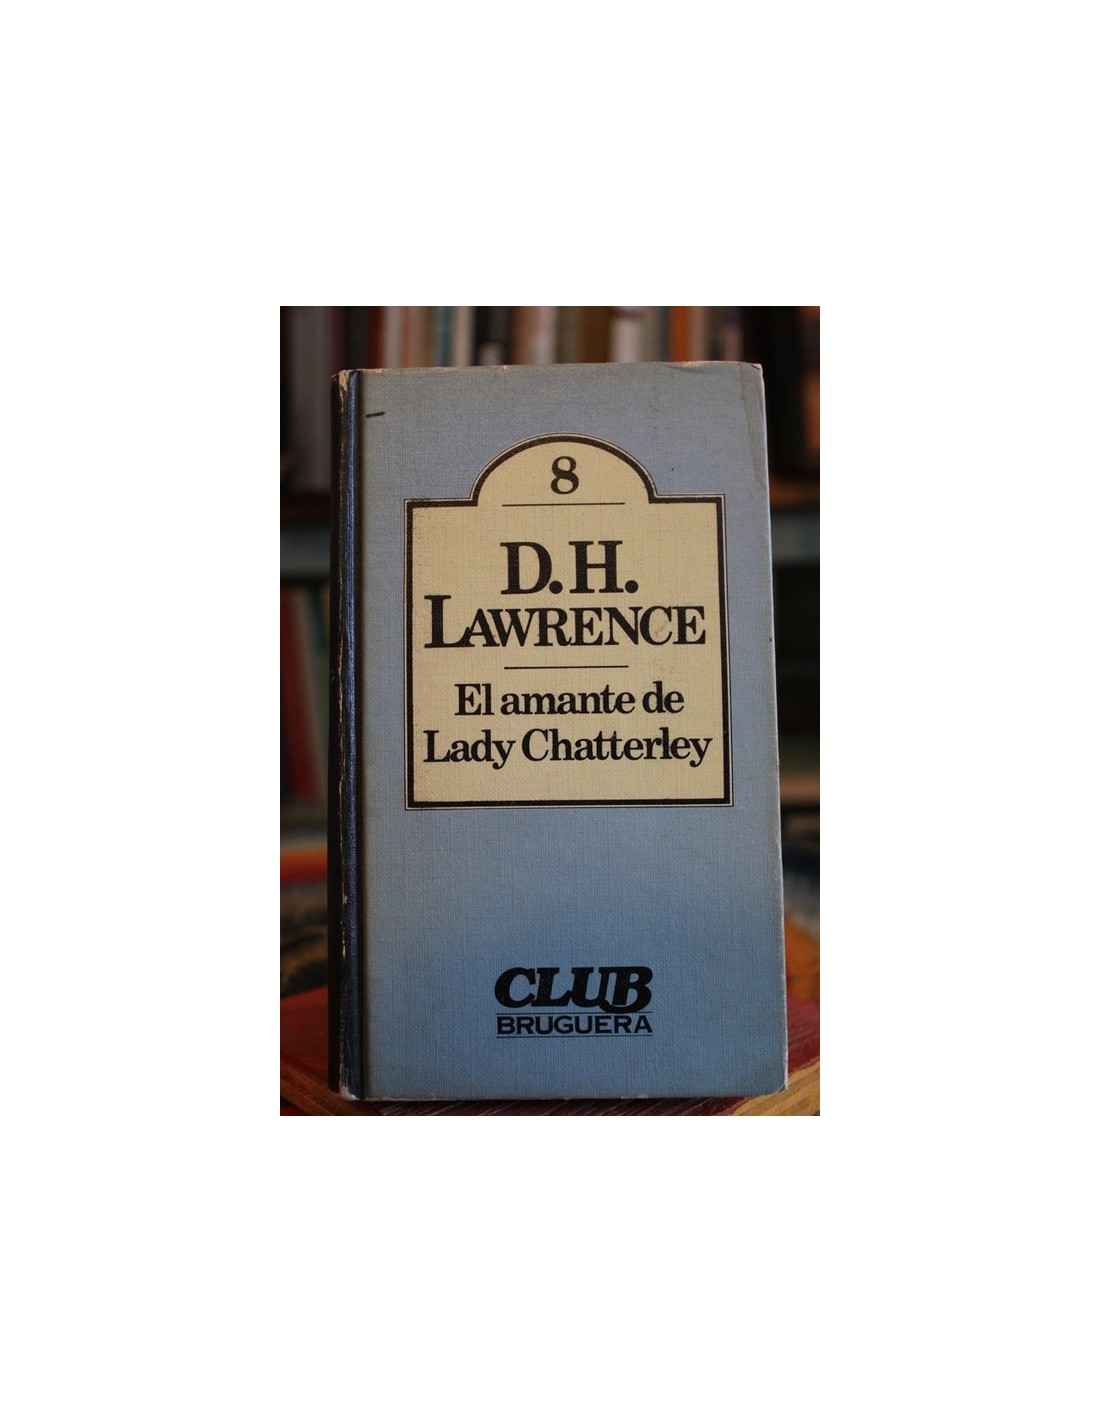 8
D.H.
LAWRENCE
El amante de
Lady Chatterley
CLUB
BRUGUERA